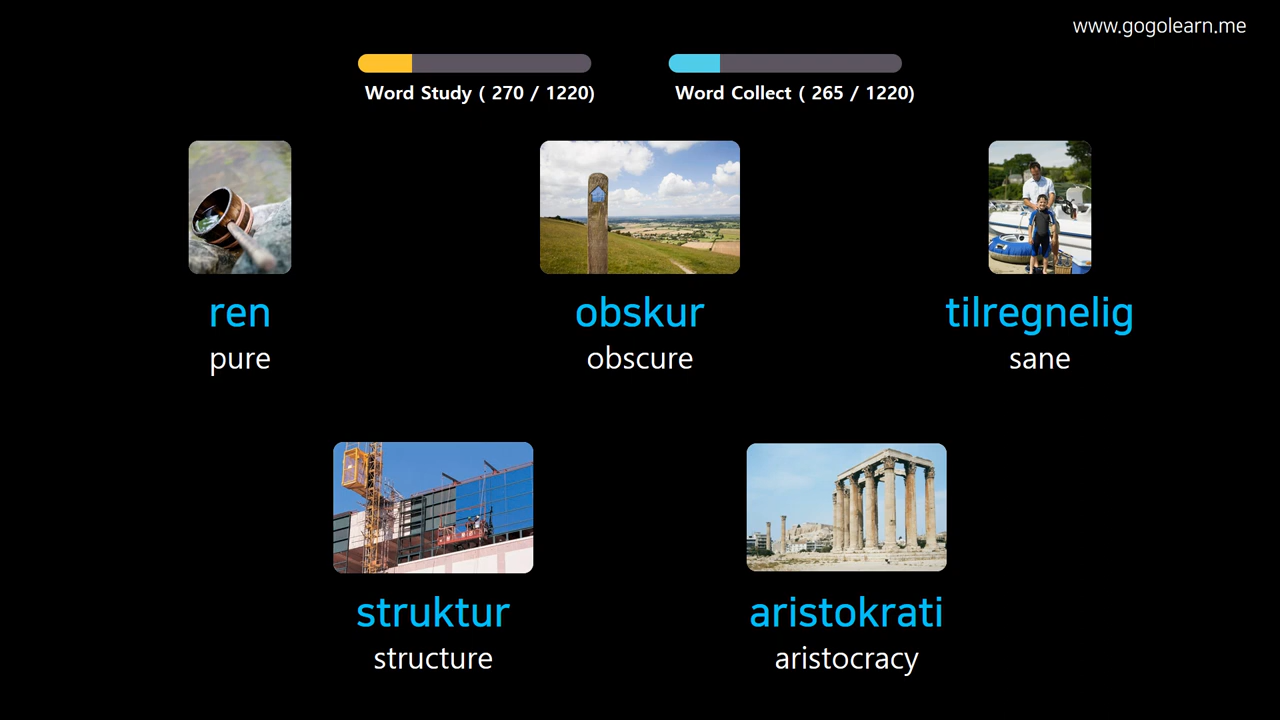 www.gogolearn.me
Word Study ( 270 / 1220)
Word Collect ( 265 / 1220)
ren
pure
obskur
obscure
tilregnelig
sane
struktur
structure
aristokrati
aristocracy